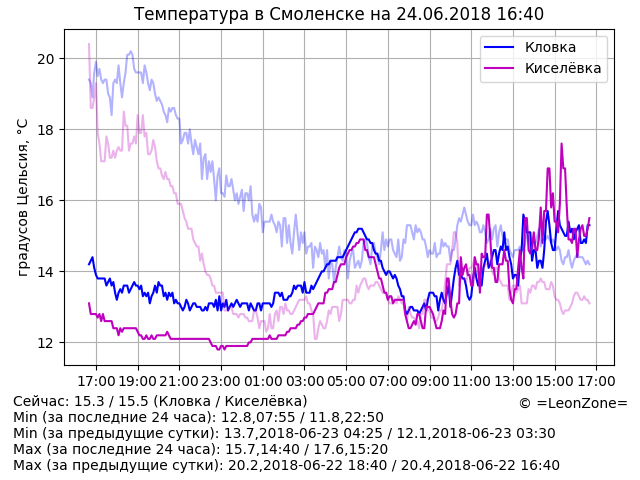 Температура в Смоленске на 24.06.2018 16:40
градусов Цельсия, °C
20
18
16
14
12
Кловка
Киселёвка
17:00 19:00 21:00 23:00 01:00 03:00 05:00 07:00 09:00 11:00 13:00 15:00 17:00
Сейчас: 15.3 / 15.5 (Кловка / Киселёвка)
© =LeonZone=
Min (за последние 24 часа): 12.8,07:55 / 11.8,22:50
Min (за предыдущие сутки): 13.7,2018-06-23 04:25 / 12.1,2018-06-23 03:30
Max (за последние 24 часа): 15.7,14:40 / 17.6,15:20
Max (за предыдущие сутки): 20.2,2018-06-22 18:40 / 20.4,2018-06-22 16:40